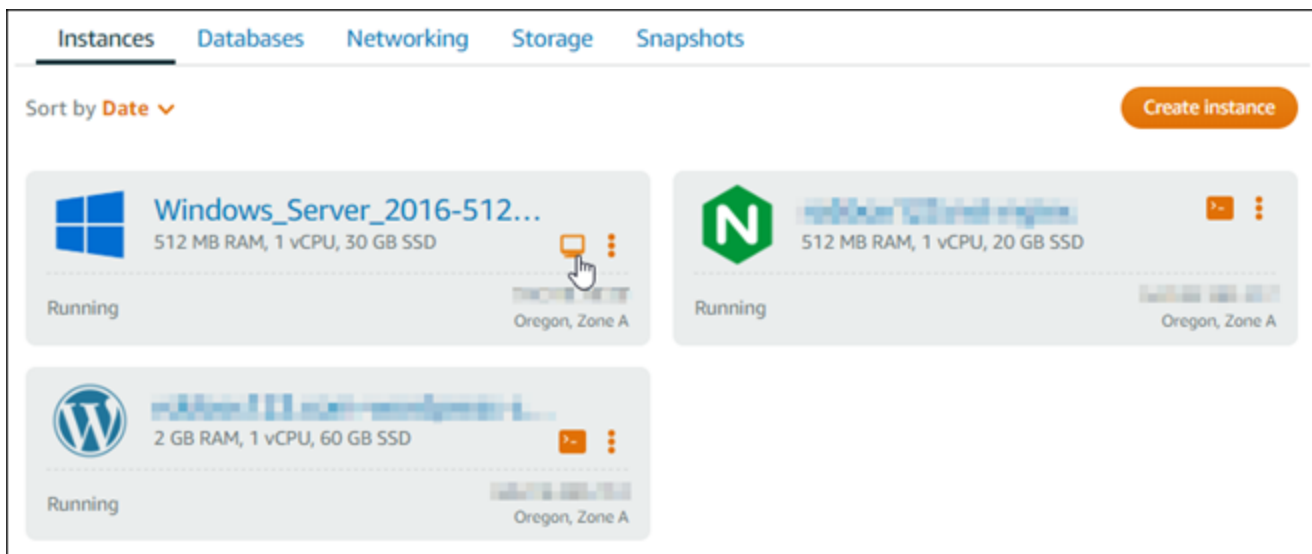 Instances Databases Networking Storage Snapshots
Sort by Date
Create instance
Windows_Server_2016-512...
512 MB RAM, 1 vCPU, 30 GB SSD
Running
Oregon, Zone A
N
512 MB RAM, 1 vCPU, 20 GB SSD
Running
Oregon, Zone A
W
2 GB RAM, 1 vCPU, 60 GB SSD
Running
Oregon, Zone A